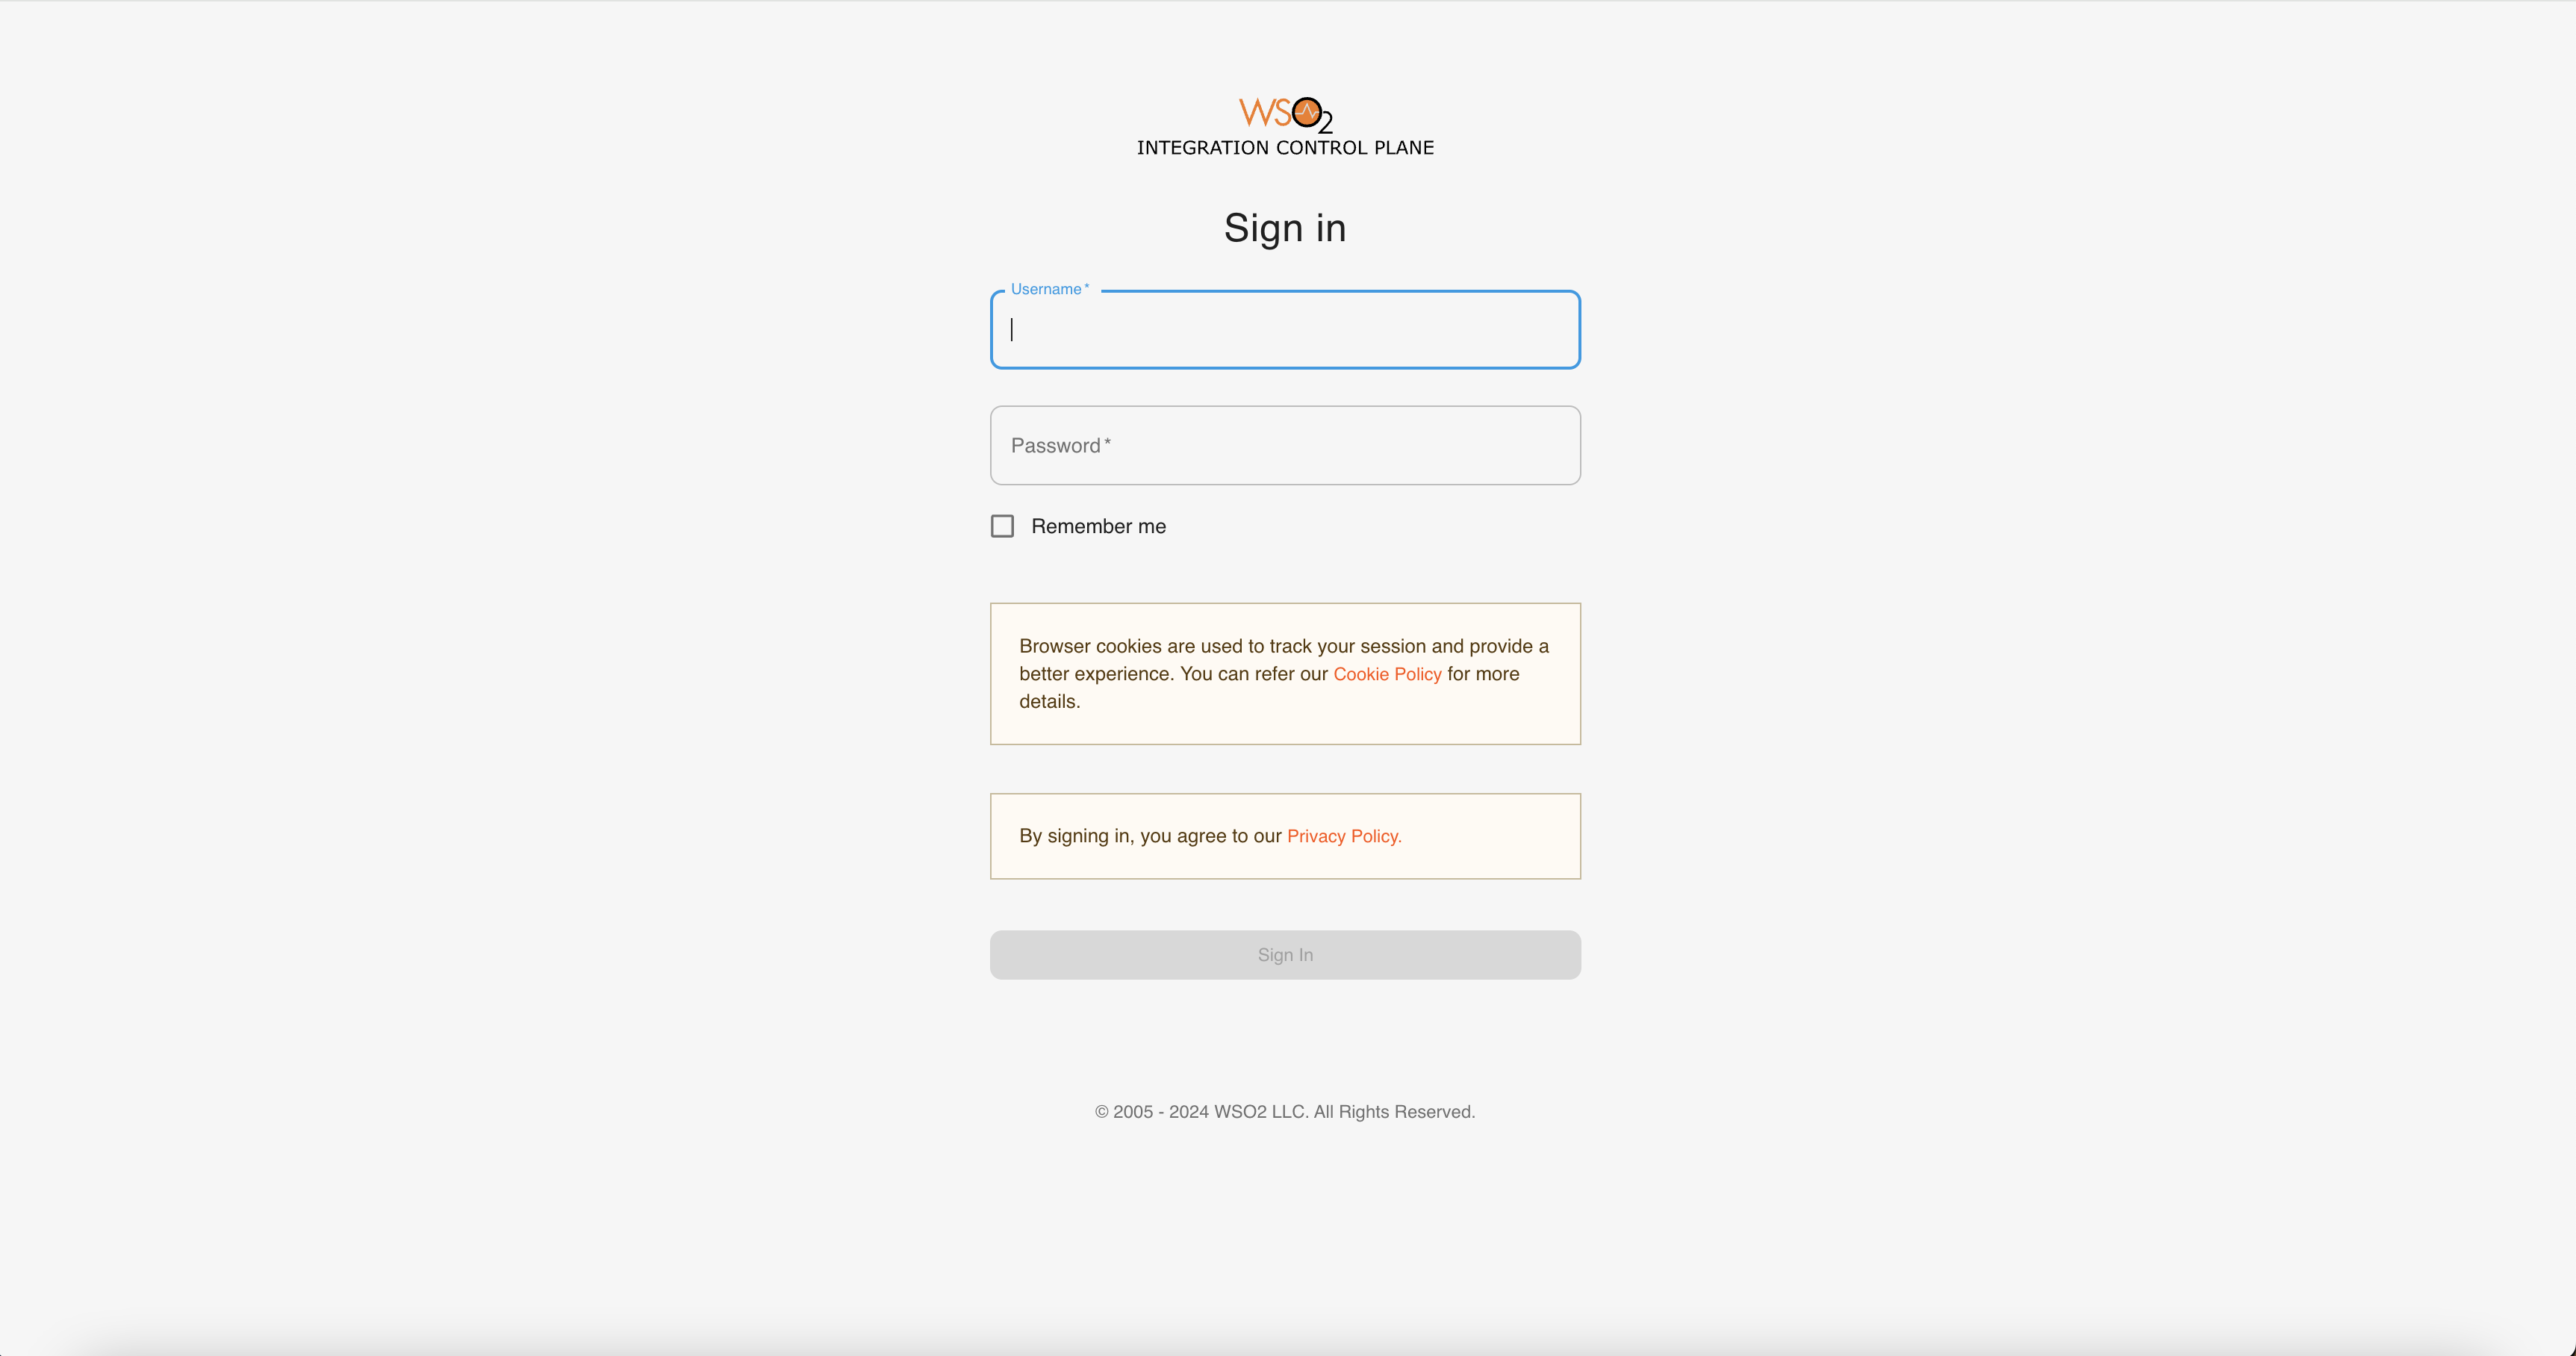 WSO2
INTEGRATION CONTROL PLANE
Sign in
Username *
Password *
Remember me
Browser cookies are used to track your session and provide a
better experience. You can refer our Cookie Policy for more
details.
By signing in, you agree to our Privacy Policy.
Sign In
© 2005 - 2024 WSO2 LLC. All Rights Reserved.